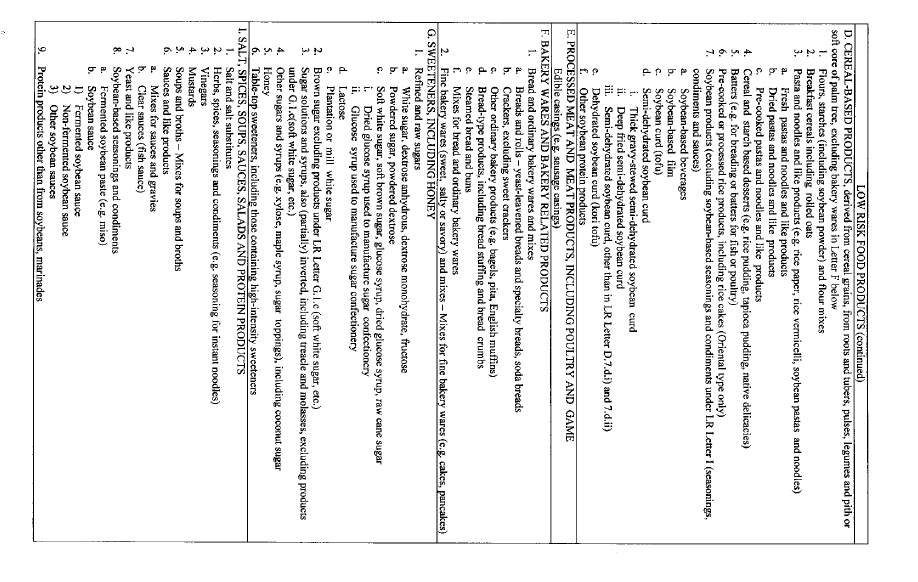 LOW RISK FOOD PRODUCTS (continued)
D. CEREAL-BASED PRODUCTS, derived from cereal grains, from roots and tubers, pulses, legumes and pith or
soft core of palm tree, excluding bakery wares in Letter F below
1. Flours, starches (including soybean powder) and flour mixes
2. Breakfast cereals including rolled oats
3. Pasta and noodles and like products (e.g. rice paper, rice vermicelli, soybean pastas and noodles)
a. Fresh pastas and noodles and like products
b. Dried pastas and noodles and like products
c. Pre-cooked pastas and noodles and like products
4. Cereal and starch based desserts (e.g. rice pudding, tapioca pudding, native delicacies)
5. Batters (e.g. for breading or batters for fish or poultry)
6. Pre-cooked or processed rice products, including rice cakes (Oriental type only)
7. Soybean products (excluding soybean-based seasonings and condiments under LR Letter I (seasonings,
condiments and sauces)
a. Soybean-based beverages
b. Soybean-based film
c. Soybean curd (tofu)
d. Semi-dehydrated soybean curd
i. Thick gravy-stewed semi-dehydrated soybean curd
ii. Deep fried semi-dehydrated soybean curd
iii. Semi-dehydrated soybean curd, other than in LR Letter D.7.d.i) and 7.d.ii)
e. Dehydrated soybean curd (kori tofu)
f. Other soybean protein products
E. PROCESSED MEAT AND MEAT PRODUCTS, INCLUDING POULTRY AND GAME
Edible casings (e.g. sausage casings)
F. BAKERY WARES AND BAKERY RELATED PRODUCTS
1. Bread and ordinary bakery wares and mixes
a. Breads and rolls – yeast-leavened breads and specialty breads, soda breads
b. Crackers, excluding sweet crackers
c. Other ordinary bakery products (e.g. bagels, pita, English muffins)
d. Bread-type products, including bread stuffing and bread crumbs
e. Steamed bread and buns
f. Mixes for bread and ordinary bakery wares
2. Fine bakery wares (sweet, salty or savory) and mixes – Mixes for fine bakery wares (e.g. cakes, pancakes)
G. SWEETENERS, INCLUDING HONEY
1. Refined and raw sugars
a. White sugar, dextrose anhydrous, dextrose monohydrate, fructose
b. Powdered sugar, powdered dextrose
c. Soft white sugar, soft brown sugar, glucose syrup, dried glucose syrup, raw cane sugar
i. Dried glucose syrup used to manufacture sugar confectionery
ii. Glucose syrup used to manufacture sugar confectionery
d. Lactose
e. Plantation or mill white sugar
2. Brown sugar excluding products under LR Letter G.1.c (soft white sugar, etc.)
3. Sugar solutions and syrups, also (partially) inverted, including treacle and molasses, excluding products
under G.1.c(soft white sugar, etc.)
4. Other sugars and syrups (e.g. xylose, maple syrup, sugar toppings), including coconut sugar
5. Honey
6. Table-top sweeteners, including those containing high-intensity sweeteners
I. SALT, SPICES, SOUPS, SAUCES, SALADS AND PROTEIN PRODUCTS
1. Salt and salt substitutes
2. Herbs, spices, seasonings and condiments (e.g. seasoning for instant noodles)
3. Vinegars
4. Mustards
5. Soups and broths – Mixes for soups and broths
6. Sauces and like products
a. Mixes for sauces and gravies
b. Clear sauces (fish sauce)
7. Yeast and like products
8. Soybean-based seasonings and condiments
a. Fermented soybean paste (e.g. miso)
b. Soybean sauce
1) Fermented soybean sauce
2) Non-fermented soybean sauce
3) Other soybean sauces
9. Protein products other than from soybeans, marinades